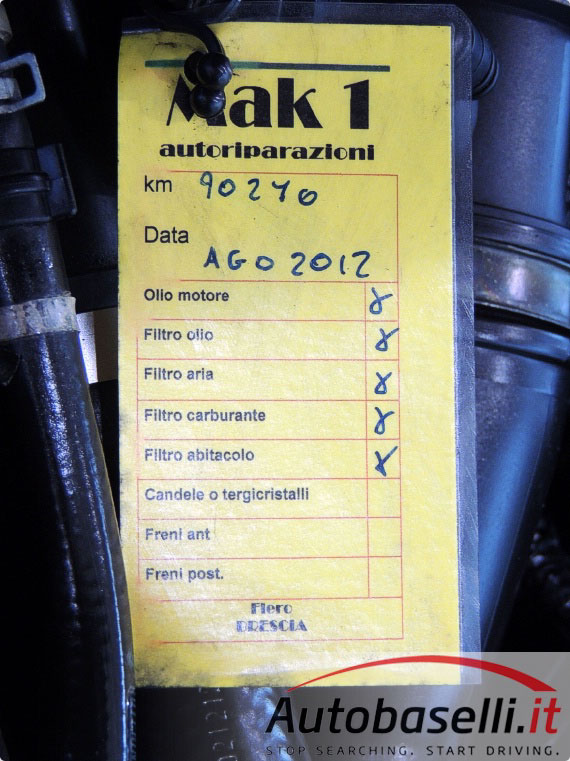 Mak 1
autoriparazioni
km 90270
Data
AGO 2012
Olio motore X
Filtro olio X
Filtro aria X
Filtro carburante X
Filtro abitacolo X
Candele o tergicristalli
Freni ant
Freni post.
Flero
BRESCIA
Autobaselli.it
STOP SEARCHING. START DRIVING.